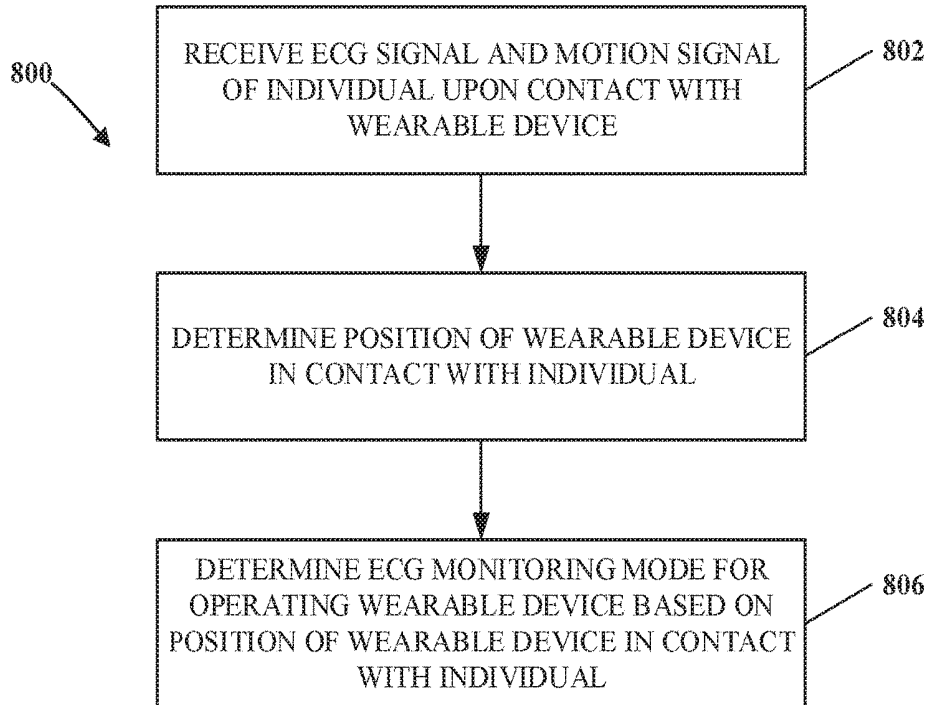 800
RECEIVE ECG SIGNAL AND MOTION SIGNAL
OF INDIVIDUAL UPON CONTACT WITH
WEARABLE DEVICE
802
DETERMINE POSITION OF WEARABLE DEVICE
IN CONTACT WITH INDIVIDUAL
804
DETERMINE ECG MONITORING MODE FOR
OPERATING WEARABLE DEVICE BASED ON
POSITION OF WEARABLE DEVICE IN CONTACT
WITH INDIVIDUAL
806